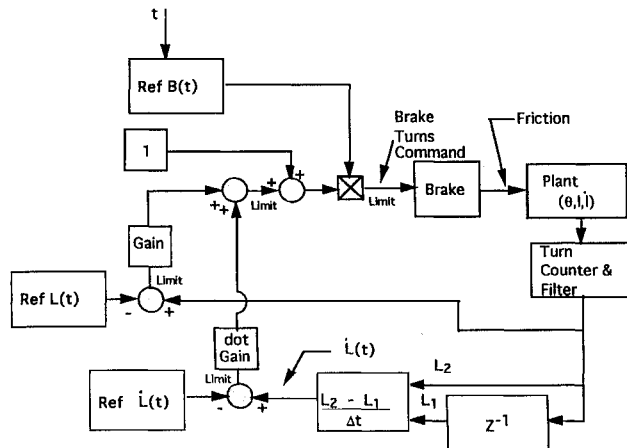 t
Ref B(t)
1
Brake
Turns
Command
Friction
+
+
+
+
+
Limit
Limit
Brake
Plant
(θ,l,l̇)
Gain
Turn
Counter &
Filter
Limit
Ref L(t)
-
+
dot
Gain
L̇(t)
Limit
L2
Ref L̇(t)
-
+
L2 - L1
Δt
L1
Z-1